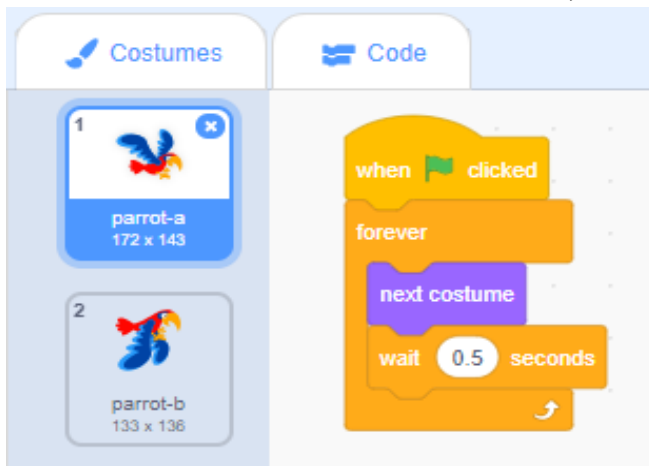 Costumes
Code
1
parrot-a
172 x 143
2
parrot-b
133 x 136
when clicked
forever
next costume
wait 0.5 seconds